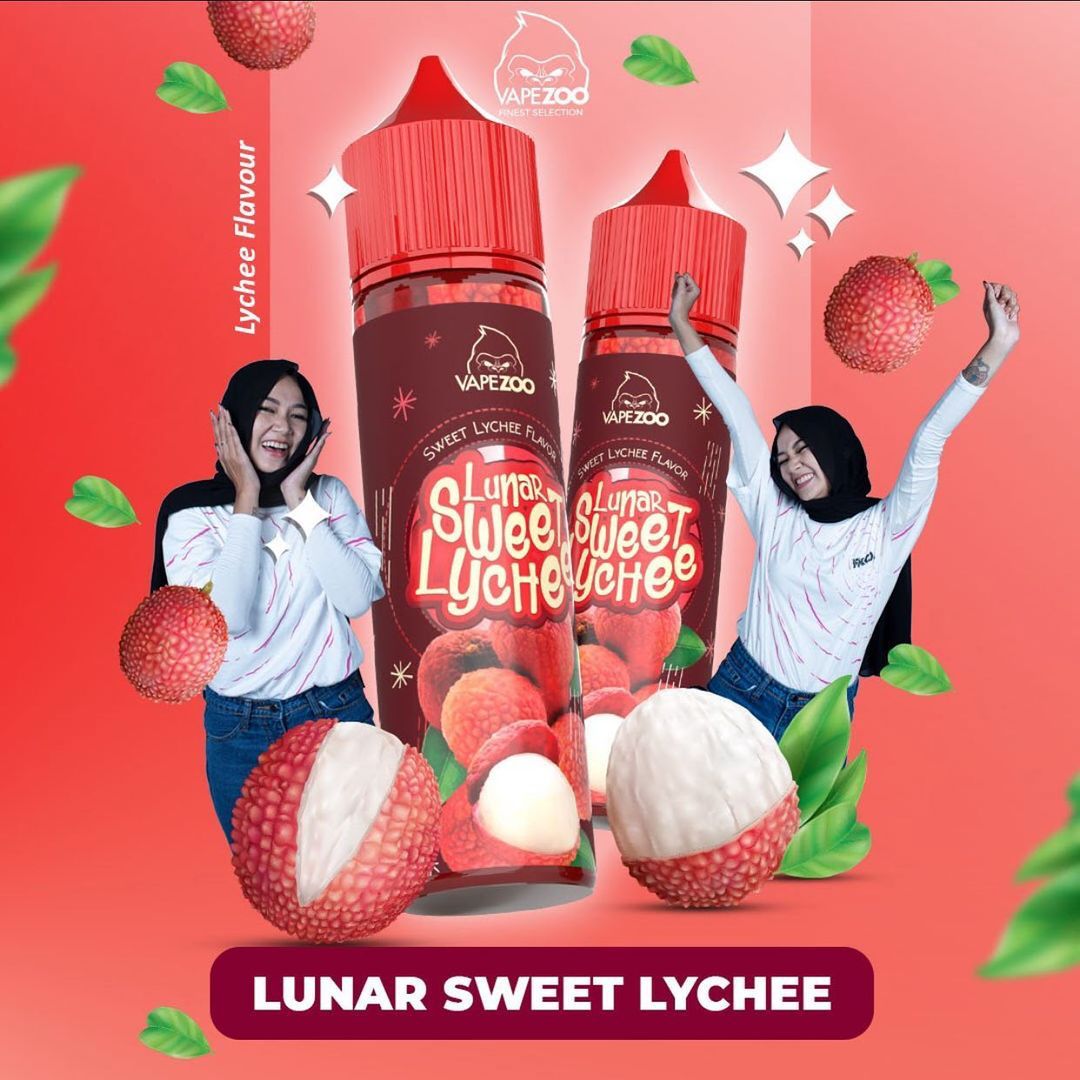 VAPEZOO
FINEST SELECTION
Lychee Flavour
VAPEZOO
SWEET LYCHEE FLAVOR
LUNAR
SWEET
LYCHEE
VAPEZOO
SWEET LYCHEE FLAVOR
LUNAR
SWEET
LYCHEE
LUNAR SWEET LYCHEE